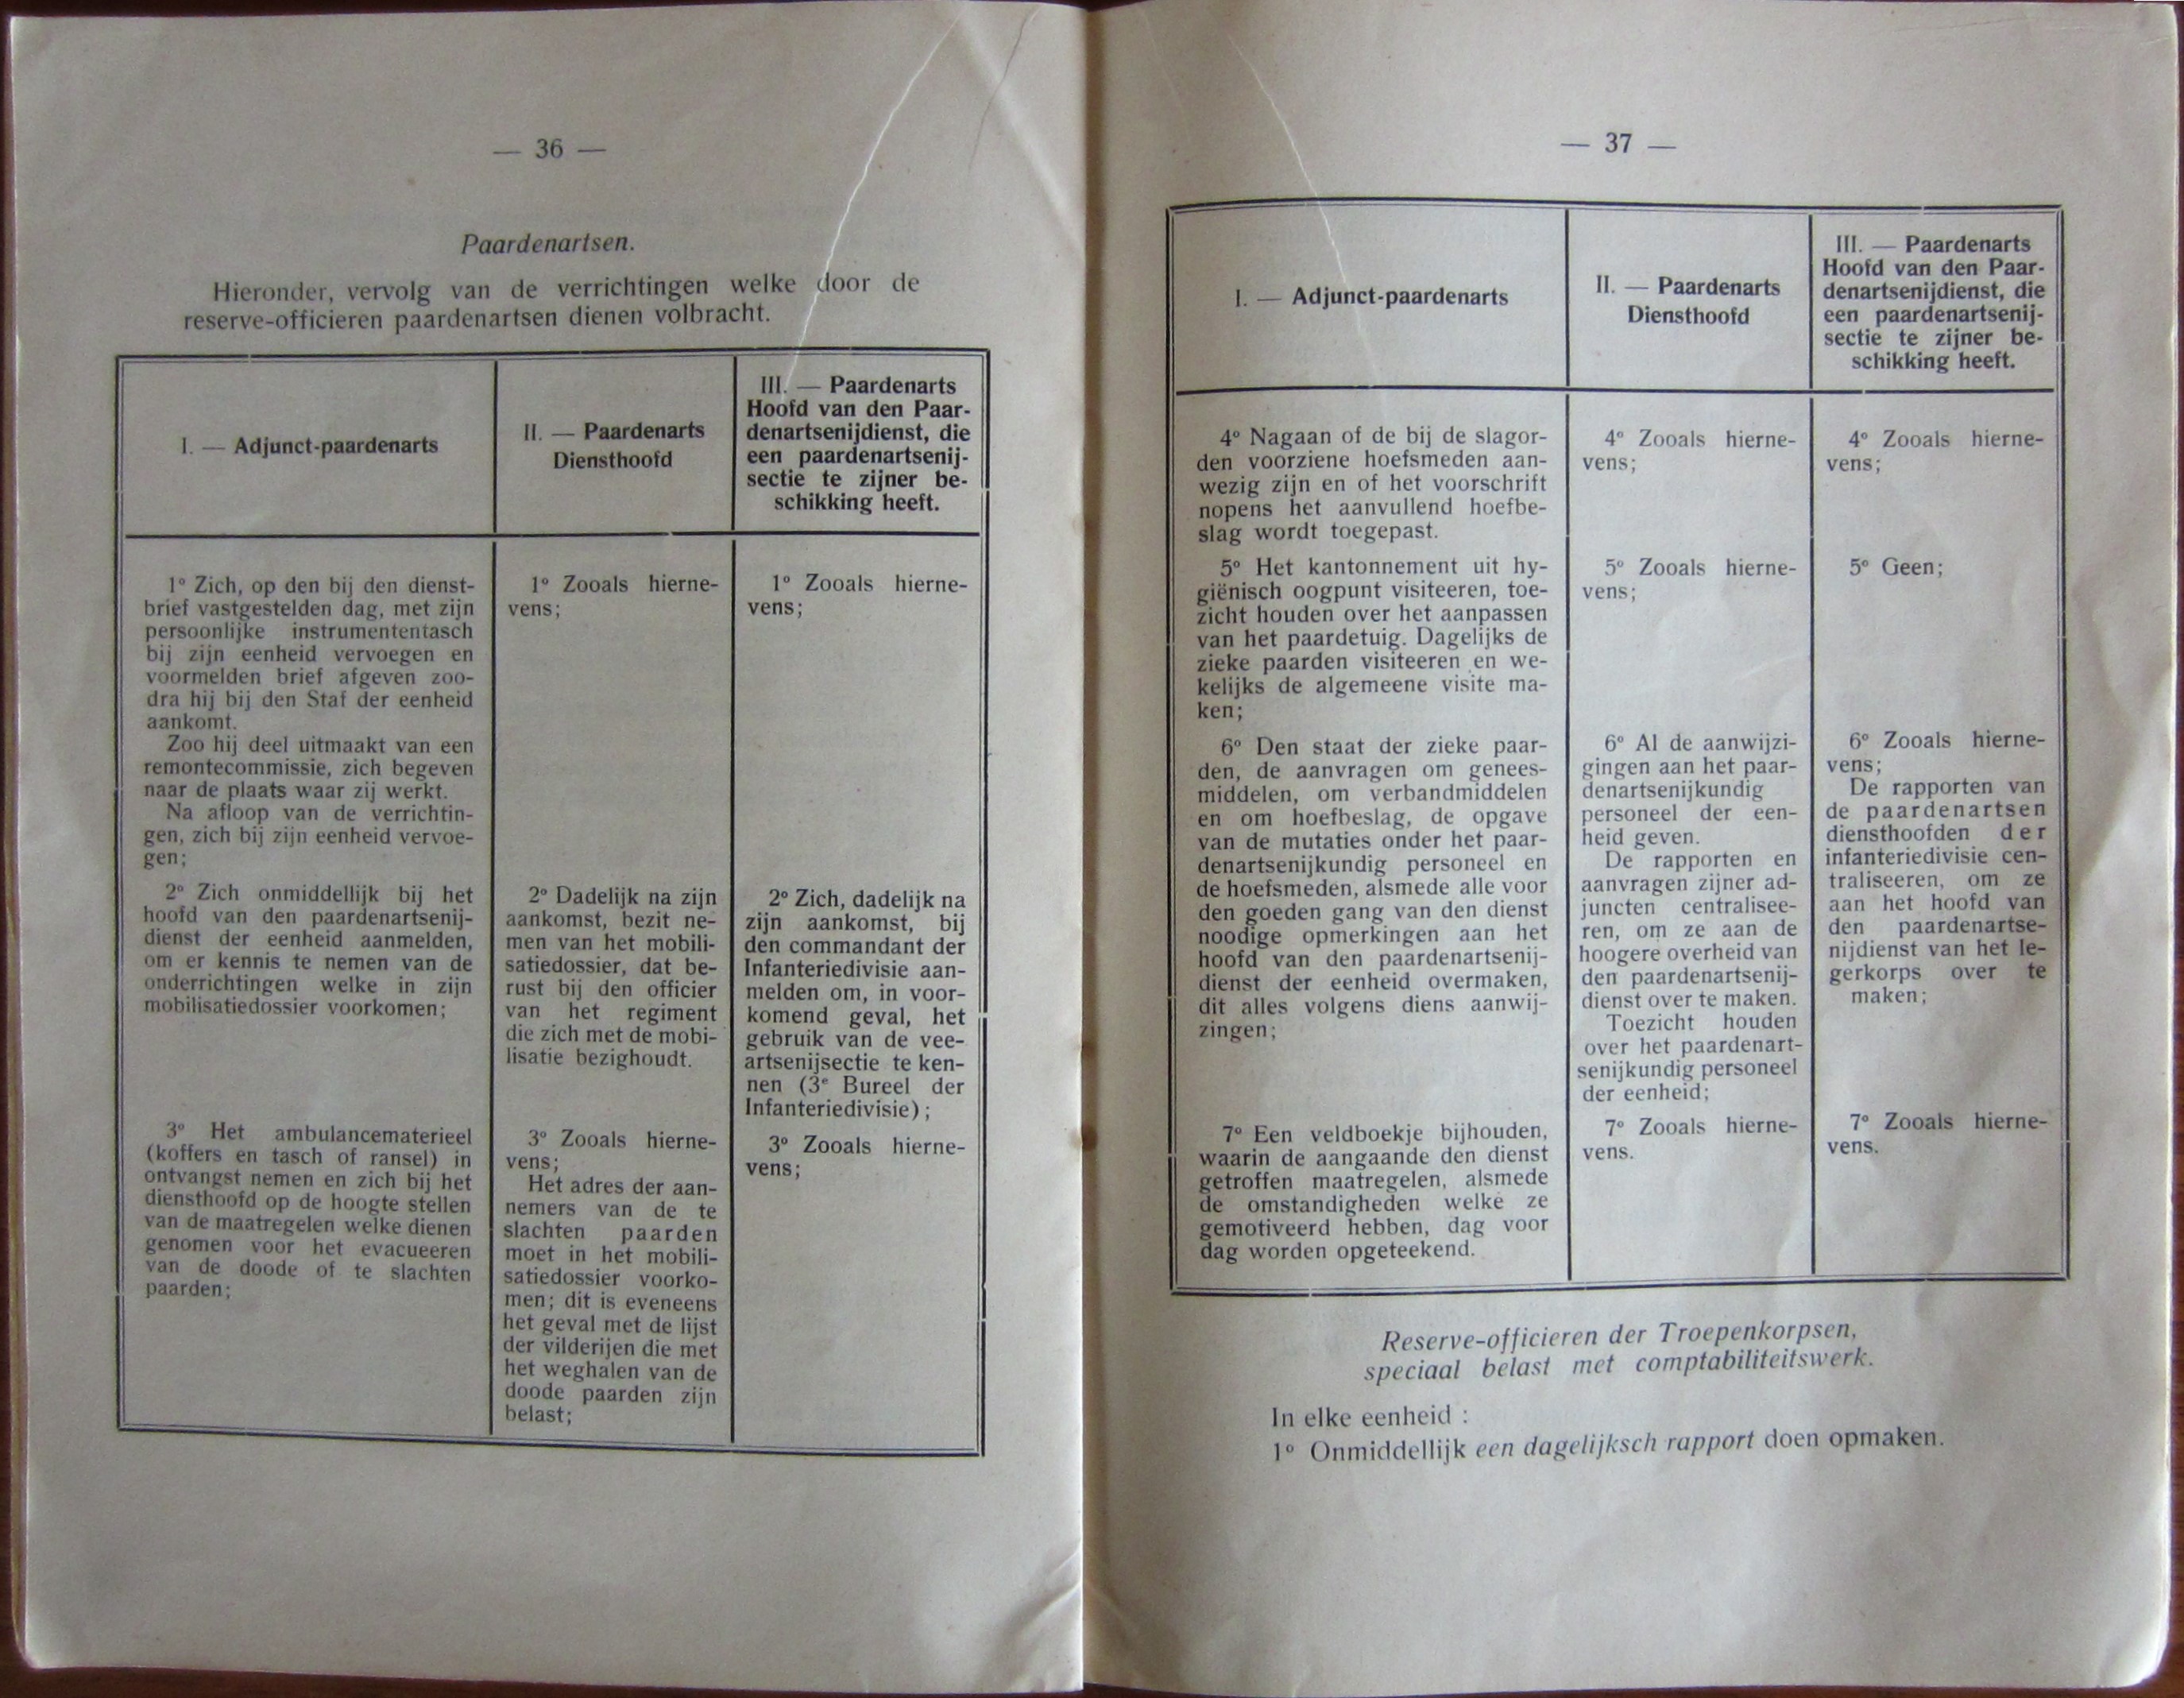 — 36 —
Paardenartsen.
Hieronder, vervolg van de verrichtingen welke door de
reserve-officieren paardenartsen dienen volbracht.
I. — Adjunct-paardenarts
II. — Paardenarts
Diensthoofd
III. — Paardenarts
Hoofd van den Paar-
denartsenijdienst, die
een paardenartsenij-
sectie te zijner be-
schikking heeft.
1° Zich, op den bij den dienst-
brief vastgestelden dag, met zijn
persoonlijke instrumententasch
bij zijn eenheid vervoegen en
voormelden brief afgeven zoo-
dra hij bij den Staf der eenheid
aankomt.
Zoo hij deel uitmaakt van een
remontecommissie, zich begeven
naar de plaats waar zij werkt.
Na afloop van de verrichtin-
gen, zich bij zijn eenheid vervoe-
gen;
1° Zooals hierne-
vens;
1° Zooals hierne-
vens;
2° Zich onmiddellijk bij het
hoofd van den paardenartsenij-
dienst der eenheid aanmelden,
om er kennis te nemen van de
onderrichtingen welke in zijn
mobilisatiedossier voorkomen;
2° Dadelijk na zijn
aankomst, bezit ne-
men van het mobili-
satiedossier, dat be-
rust bij den officier
van het regiment
die zich met de mobi-
lisatie bezighoudt.
2° Zich, dadelijk na
zijn aankomst, bij
den commandant der
Infanteriedivisie aan-
melden om, in voor-
komend geval, het
gebruik van de vee-
artsenijsectie te ken-
nen (3e Bureel der
Infanteriedivisie);
3° Het ambulancematerieel
(koffers en tasch of ransel) in
ontvangst nemen en zich bij het
diensthoofd op de hoogte stellen
van de maatregelen welke dienen
genomen voor het evacueeren
van de doode of te slachten
paarden;
3° Zooals hierne-
vens;
Het adres der aan-
nemers van de te
slachten paarden
moet in het mobili-
satiedossier voorko-
men; dit is eveneens
het geval met de lijst
der vilderijen die met
het weghalen van de
doode paarden zijn
belast;
3° Zooals hierne-
vens;
— 37 —
I. — Adjunct-paardenarts
II. — Paardenarts
Diensthoofd
III. — Paardenarts
Hoofd van den Paar-
denartsenijdienst, die
een paardenartsenij-
sectie te zijner be-
schikking heeft.
4° Nagaan of de bij de slagor-
den voorziene hoefsmeden aan-
wezig zijn en of het voorschrift
nopens het aanvullend hoefbe-
slag wordt toegepast.
4° Zooals hierne-
vens;
4° Zooals hierne-
vens;
5° Het kantonnement uit hy-
giënisch oogpunt visiteeren, toe-
zicht houden over het aanpassen
van het paardetuig. Dagelijks de
zieke paarden visiteeren en we-
kelijks de algemeene visite ma-
ken;
5° Zooals hierne-
vens;
5° Geen;
6° Den staat der zieke paar-
den, de aanvragen om genees-
middelen, om verbandmiddelen
en om hoefbeslag, de opgave
van de mutaties onder het paar-
denartsenijkundig personeel en
de hoefsmeden, alsmede alle voor
den goeden gang van den dienst
noodige opmerkingen aan het
hoofd van den paardenartsenij-
dienst der eenheid overmaken,
dit alles volgens diens aanwij-
zingen;
6° Al de aanwijzi-
gingen aan het paar-
denartsenijkundig
personeel der een-
heid geven.
De rapporten en
aanvragen zijner ad-
juncten centralisee-
ren, om ze aan de
hoogere overheid van
den paardenartsenij-
dienst over te maken.
Toezicht houden
over het paardenart-
senijkundig personeel
der eenheid;
6° Zooals hierne-
vens;
De rapporten van
de paardenartsen
diensthoofden der
infanteriedivisie cen-
traliseeren, om ze
aan het hoofd van
den paardenartse-
nijdienst van het le-
gerkorps over te
maken;
7° Een veldboekje bijhouden,
waarin de aangaande den dienst
getroffen maatregelen, alsmede
de omstandigheden welke ze
gemotiveerd hebben, dag voor
dag worden opgeteekend.
7° Zooals hierne-
vens.
7° Zooals hierne-
vens.
Reserve-officieren der Troepenkorpsen,
speciaal belast met comptabiliteitswerk.
In elke eenheid :
1° Onmiddellijk een dagelijksch rapport doen opmaken.